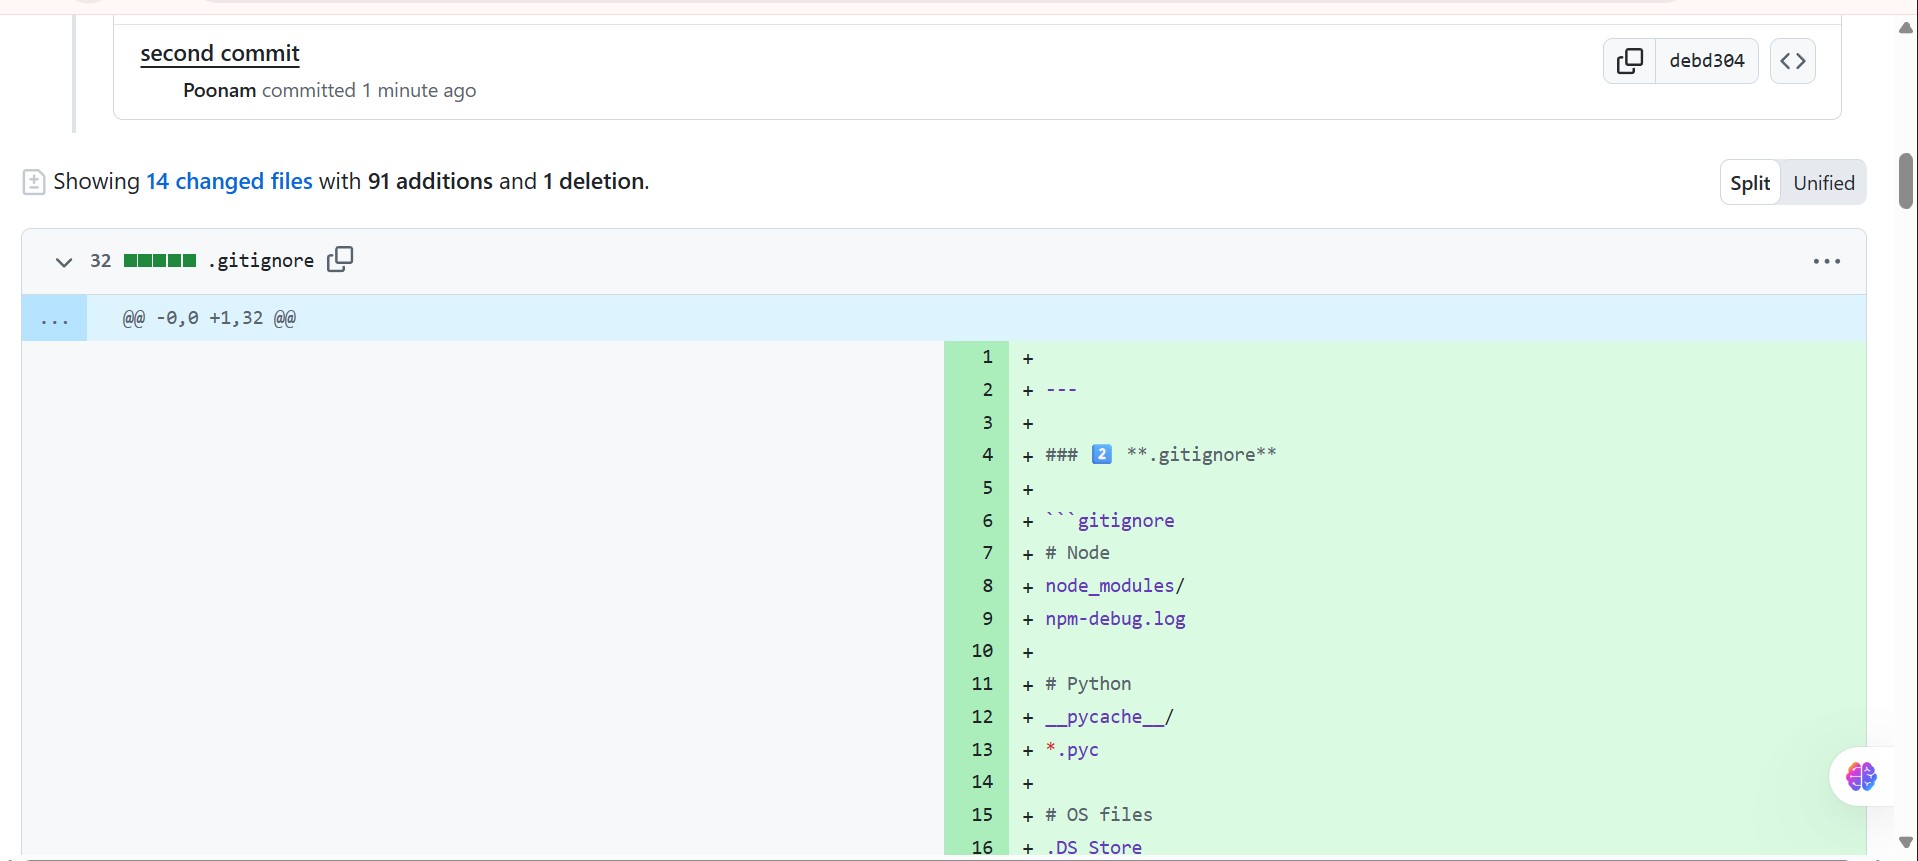 second commit
debd304
Poonam committed 1 minute ago
Showing 14 changed files with 91 additions and 1 deletion.
Split Unified
32 .gitignore
...
@@ -0,0 +1,32 @@
1 +
2 + ---
3 +
4 + ### 2️⃣ **.gitignore**
5 +
6 + ```gitignore
7 + # Node
8 + node_modules/
9 + npm-debug.log
10 +
11 + # Python
12 + __pycache__/
13 + *.pyc
14 +
15 + # OS files
16 + .DS_Store